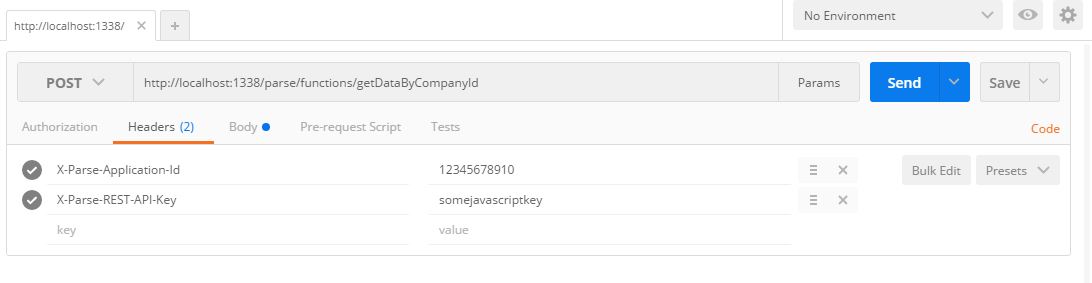 http://localhost:1338/
No Environment
POST http://localhost:1338/parse/functions/getDataByCompanyId Params Send Save
Authorization Headers (2) Body Pre-request Script Tests Code
X-Parse-Application-Id 12345678910 Bulk Edit Presets
X-Parse-REST-API-Key somejavascriptkey
key value